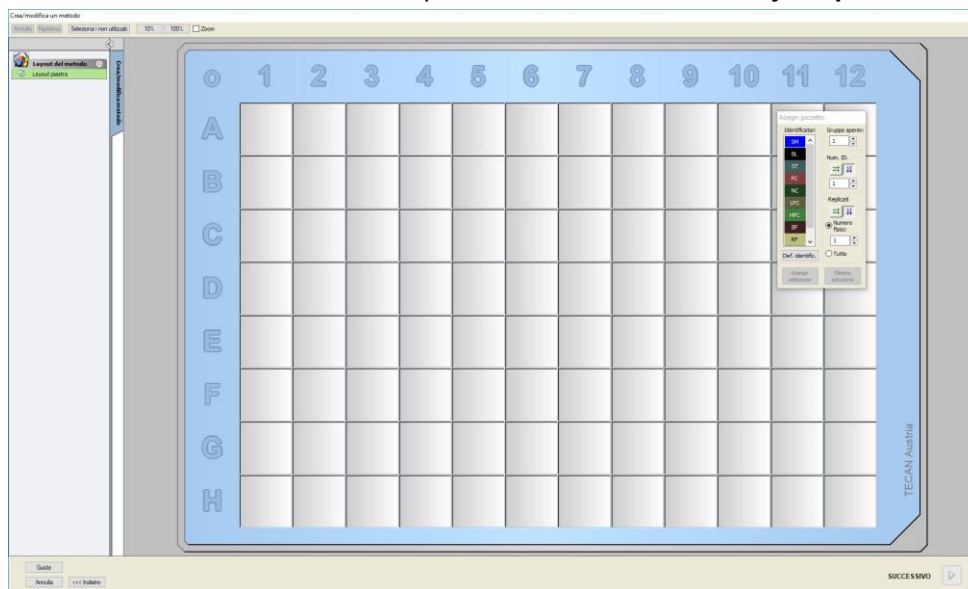 Crea/modifica un metodo
Annulla Ripristina Seleziona i non utilizzati 10% 100% Zoom
Layout del metodo
Layout piastra
Crea/modifica metodo
o 1 2 3 4 5 6 7 8 9 10 11 12
A
B
C
D
E
F
G
H
Assegn. pozzetto
Identificatori
SM
BL
ST
PC
NC
LPC
HPC
BF
RF
Def. identific.
Gruppo sperim.
1
Num. ID.
1
Replicati
Numero fisso:
1
Tutto
Riempi selezione
Elimina selezione
TECAN Austria
Guida
Annulla <<< Indietro
SUCCESSIVO